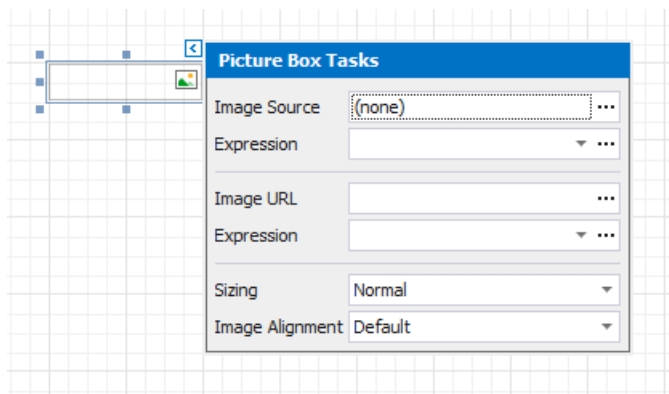 Picture Box Tasks
Image Source (none) ...
Expression ...
Image URL ...
Expression ...
Sizing Normal
Image Alignment Default